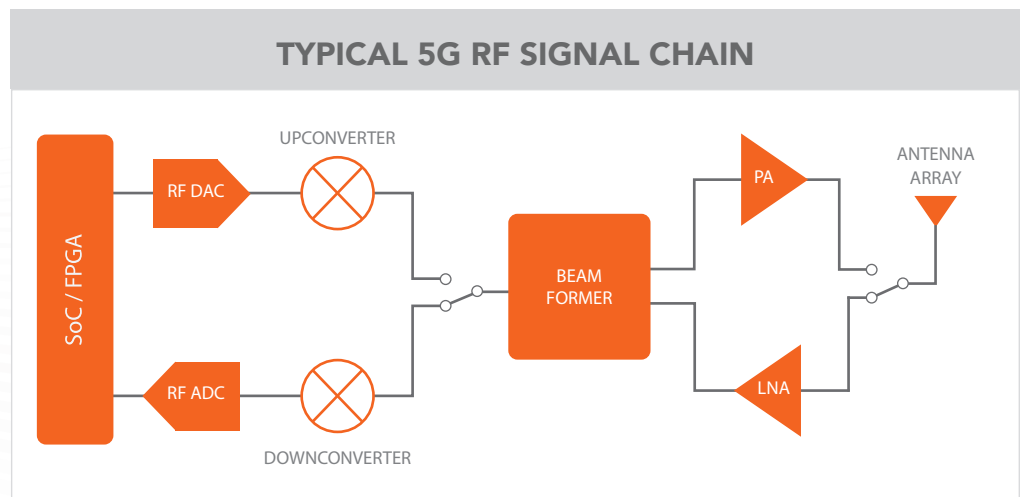 TYPICAL 5G RF SIGNAL CHAIN
UPCONVERTER
ANTENNA
ARRAY
RF DAC
PA
SoC / FPGA
BEAM
FORMER
RF ADC
LNA
DOWNCONVERTER